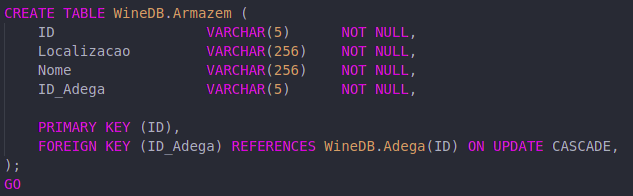 CREATE TABLE WineDB.Armazem (
    ID                  VARCHAR(5)      NOT NULL,
    Localizacao         VARCHAR(256)    NOT NULL,
    Nome                VARCHAR(256)    NOT NULL,
    ID_Adega            VARCHAR(5)      NOT NULL,
    PRIMARY KEY (ID),
    FOREIGN KEY (ID_Adega) REFERENCES WineDB.Adega(ID) ON UPDATE CASCADE,
);
GO